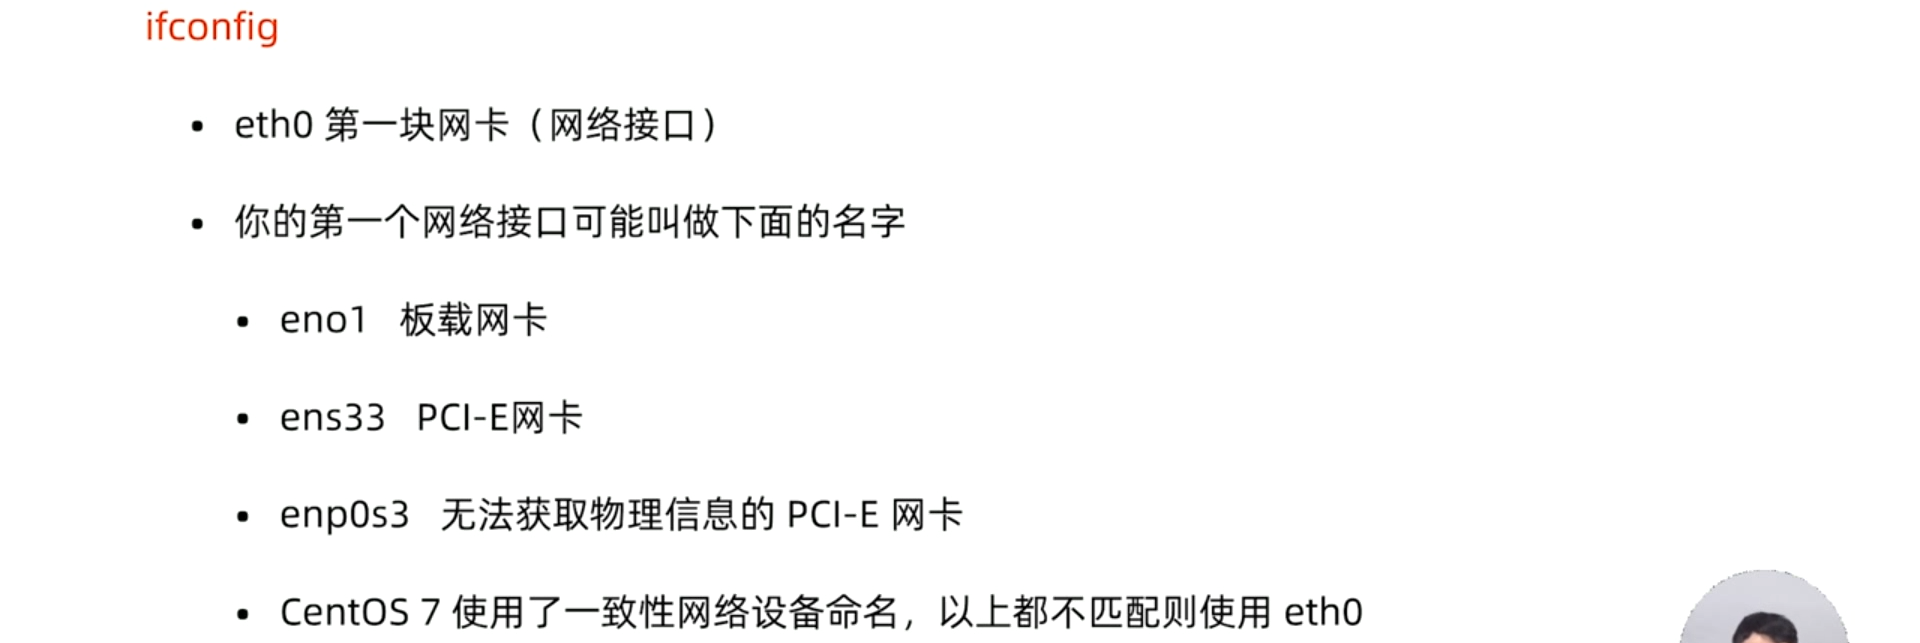 ifconfig
• eth0 第一块网卡（网络接口）
• 你的第一个网络接口可能叫做下面的名字
• eno1 板载网卡
• ens33 PCI-E网卡
• enp0s3 无法获取物理信息的 PCI-E 网卡
• CentOS 7 使用了一致性网络设备命名，以上都不匹配则使用 eth0